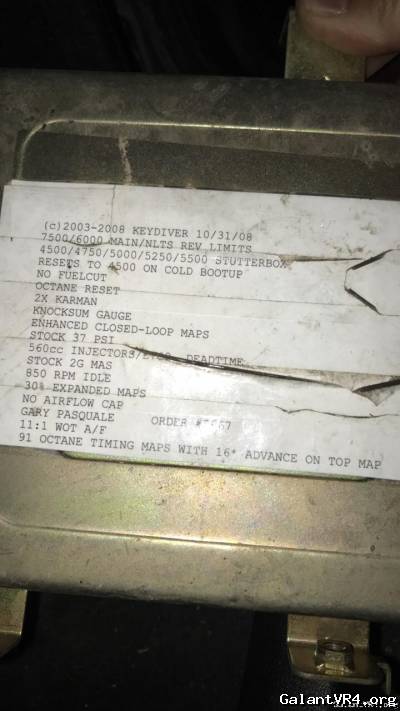 (c)2003-2008 KEYDIVER 10/31/08
7500/6000 MAIN/NLTS REV LIMITS
4500/4750/5000/5250/5500 STUTTERBOX
RESETS TO 4500 ON COLD BOOTUP
NO FUELCUT
OCTANE RESET
2X KARMAN
KNOCKSUM GAUGE
ENHANCED CLOSED-LOOP MAPS
STOCK 37 PSI
560cc INJECTORS/ DEADTIME
STOCK 2G MAS
850 RPM IDLE
30% EXPANDED MAPS
NO AIRFLOW CAP
GARY PASQUALE ORDER
11:1 WOT A/F
91 OCTANE TIMING MAPS WITH 16* ADVANCE ON TOP MAP
GalantVR4.org